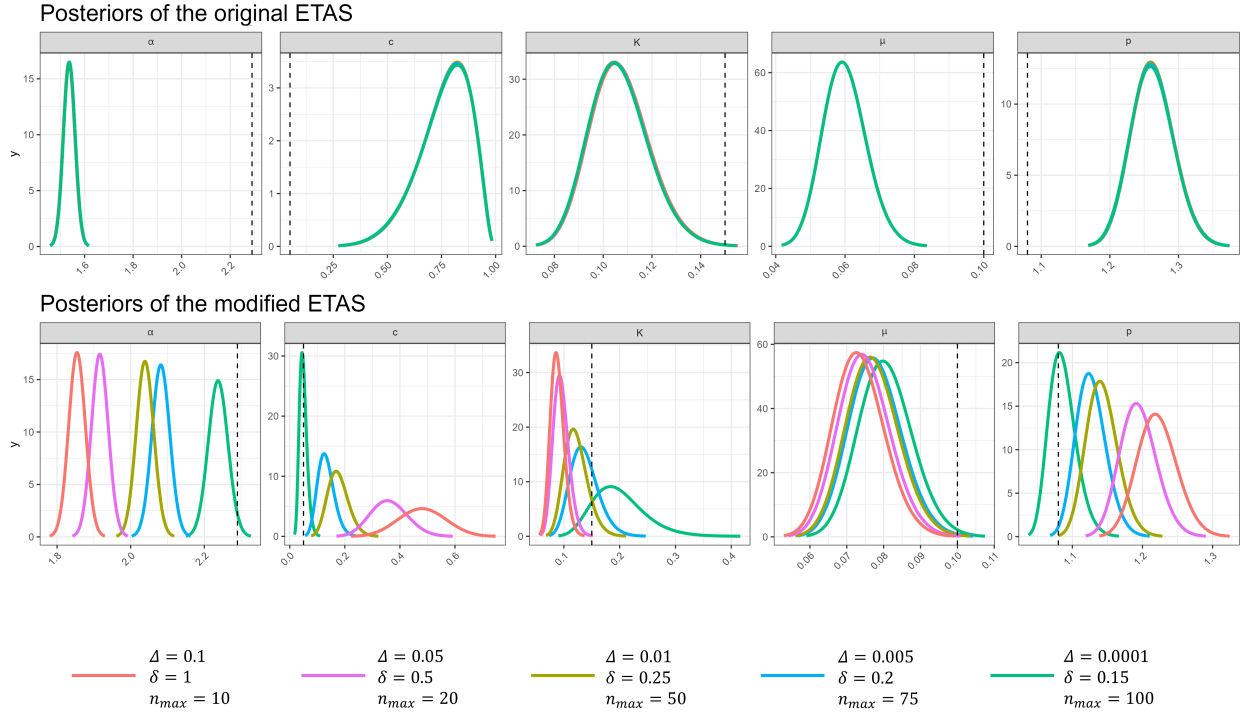 Posteriors of the original ETAS
α c K μ p
y
15 10 5 0
1.6 1.8 2.0 2.2
3 2 1 0
0.25 0.50 0.75 1.00
30 20 10 0
0.08 0.10 0.12 0.14
60 40 20 0
0.04 0.06 0.08 0.10
10 5 0
1.1 1.2 1.3
Posteriors of the modified ETAS
α c K μ p
y
15 10 5 0
1.8 2.0 2.2
30 20 10 0
0.0 0.2 0.4 0.6
30 20 10 0
0.1 0.2 0.3 0.4
60 40 20 0
0.06 0.07 0.08 0.09 0.10 0.11
20 15 10 5 0
1.1 1.2 1.3
Δ = 0.1
δ = 1
n_max = 10
Δ = 0.05
δ = 0.5
n_max = 20
Δ = 0.01
δ = 0.25
n_max = 50
Δ = 0.005
δ = 0.2
n_max = 75
Δ = 0.0001
δ = 0.15
n_max = 100